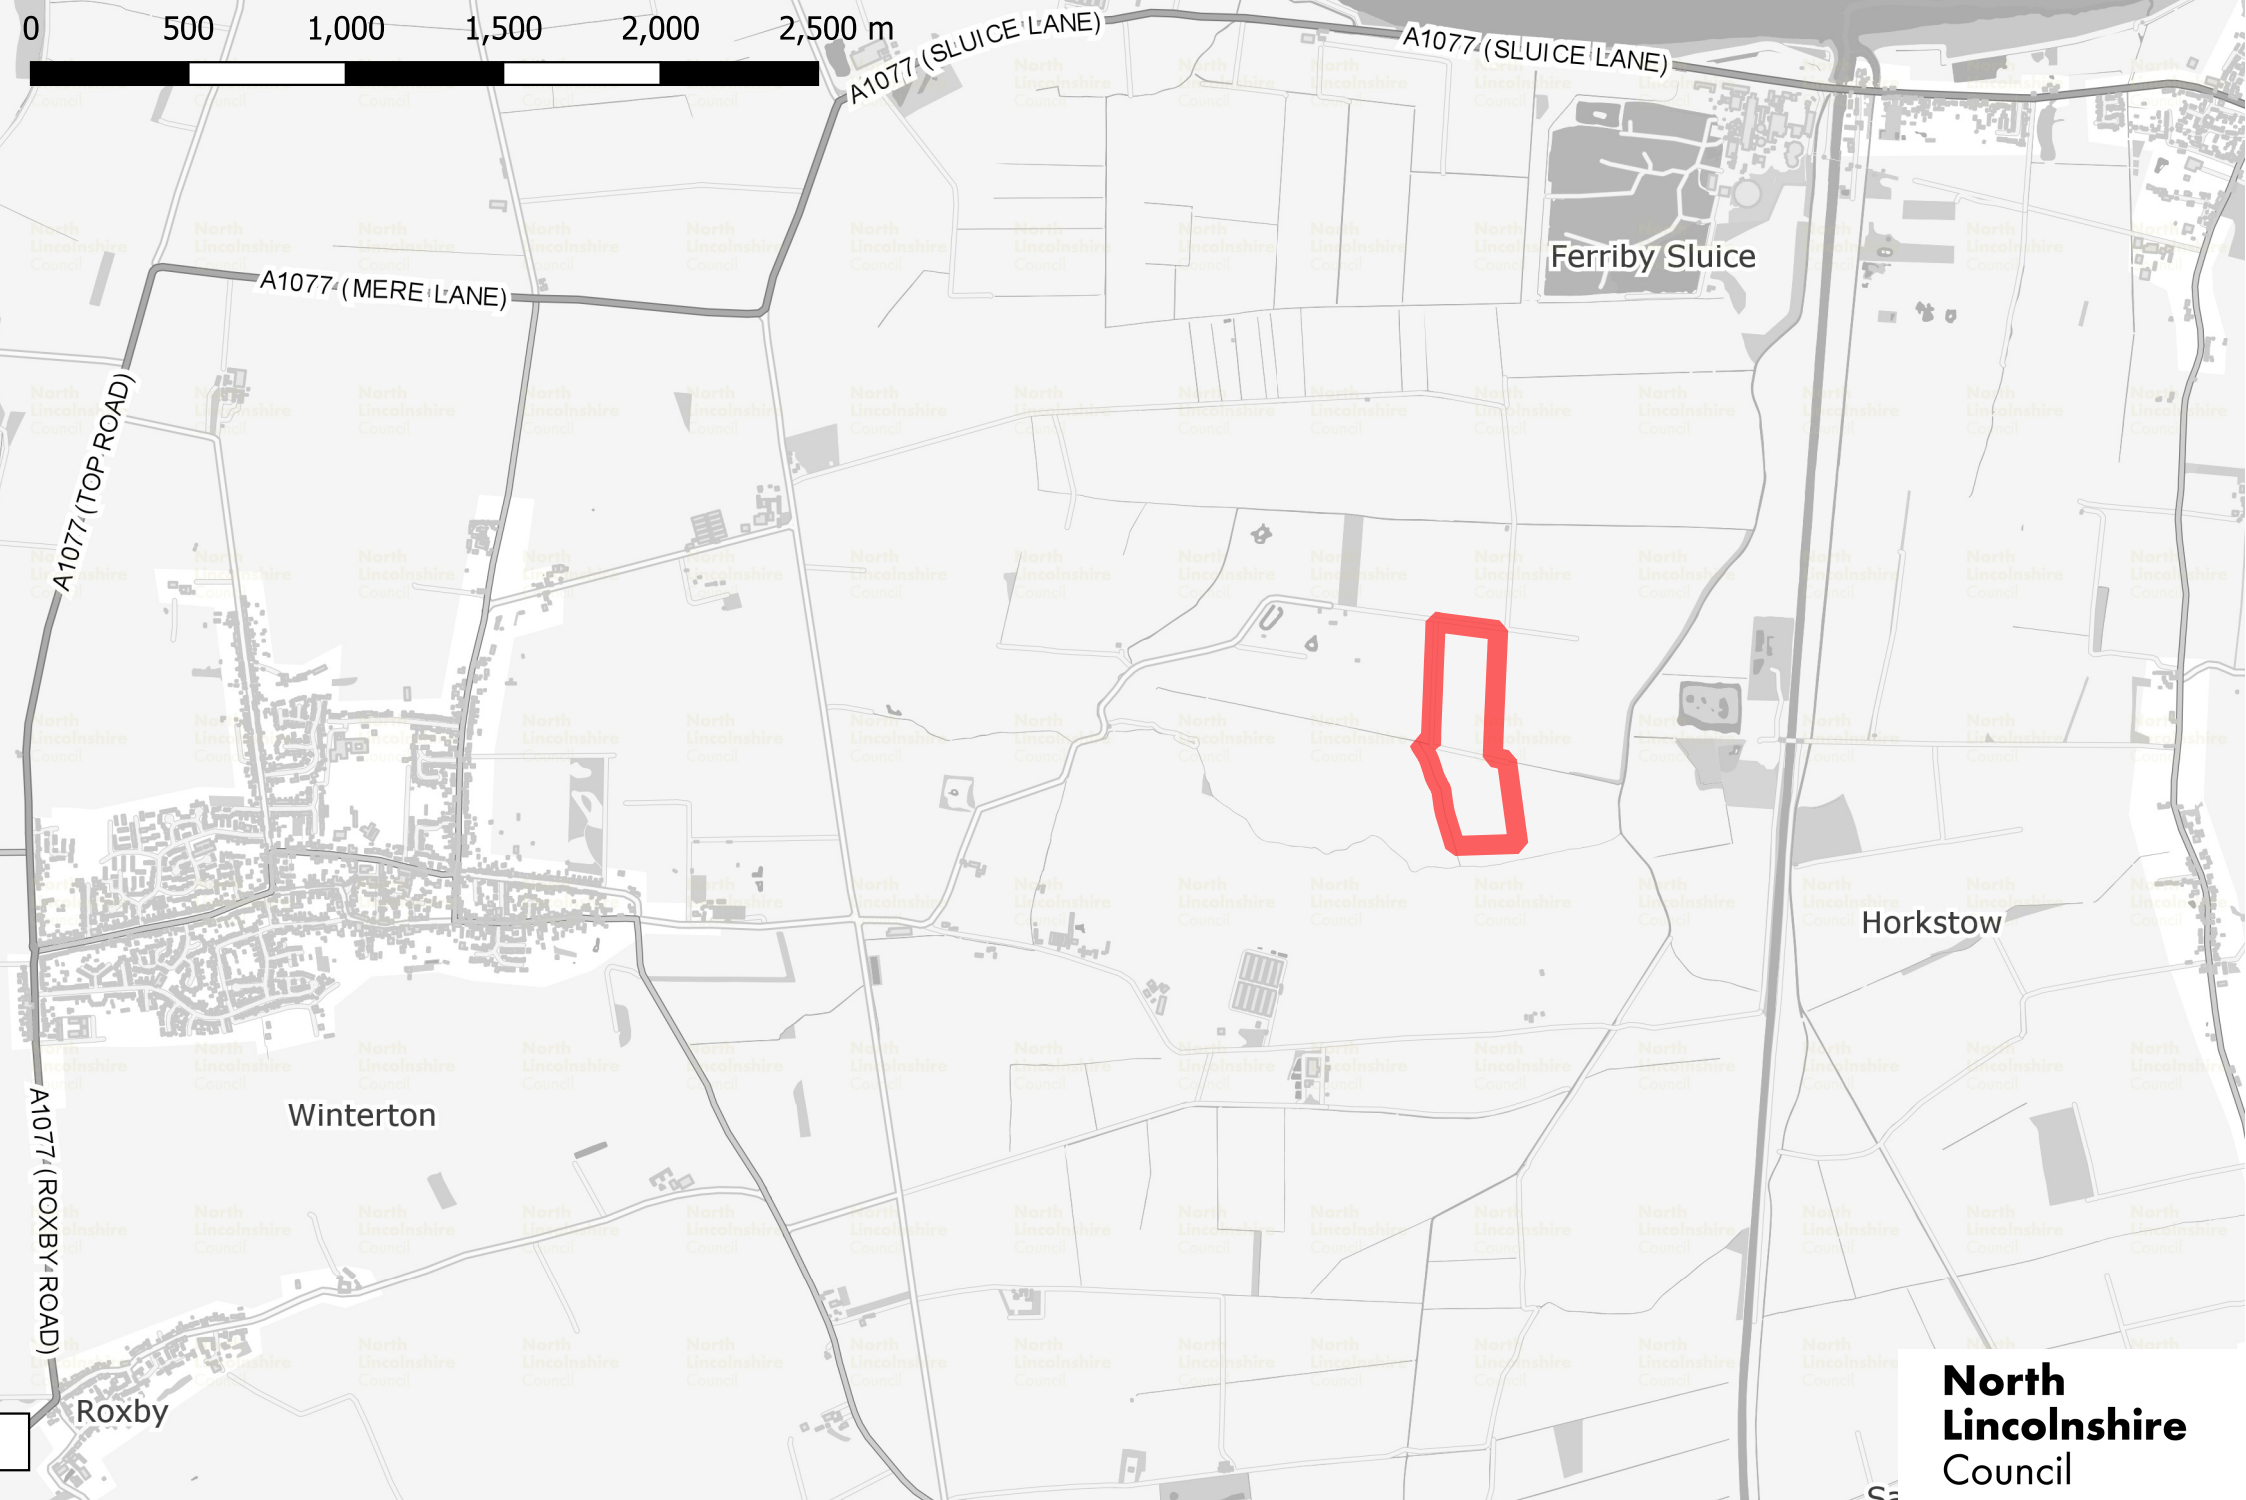 0 500 1,000 1,500 2,000 2,500 m
A1077 (SLUICE LANE)
A1077 (SLUICE LANE)
Ferriby Sluice
A1077 (MERE LANE)
A1077 (TOP ROAD)
Horkstow
Winterton
A1077 (ROXBY ROAD)
Roxby
North
Lincolnshire
Council